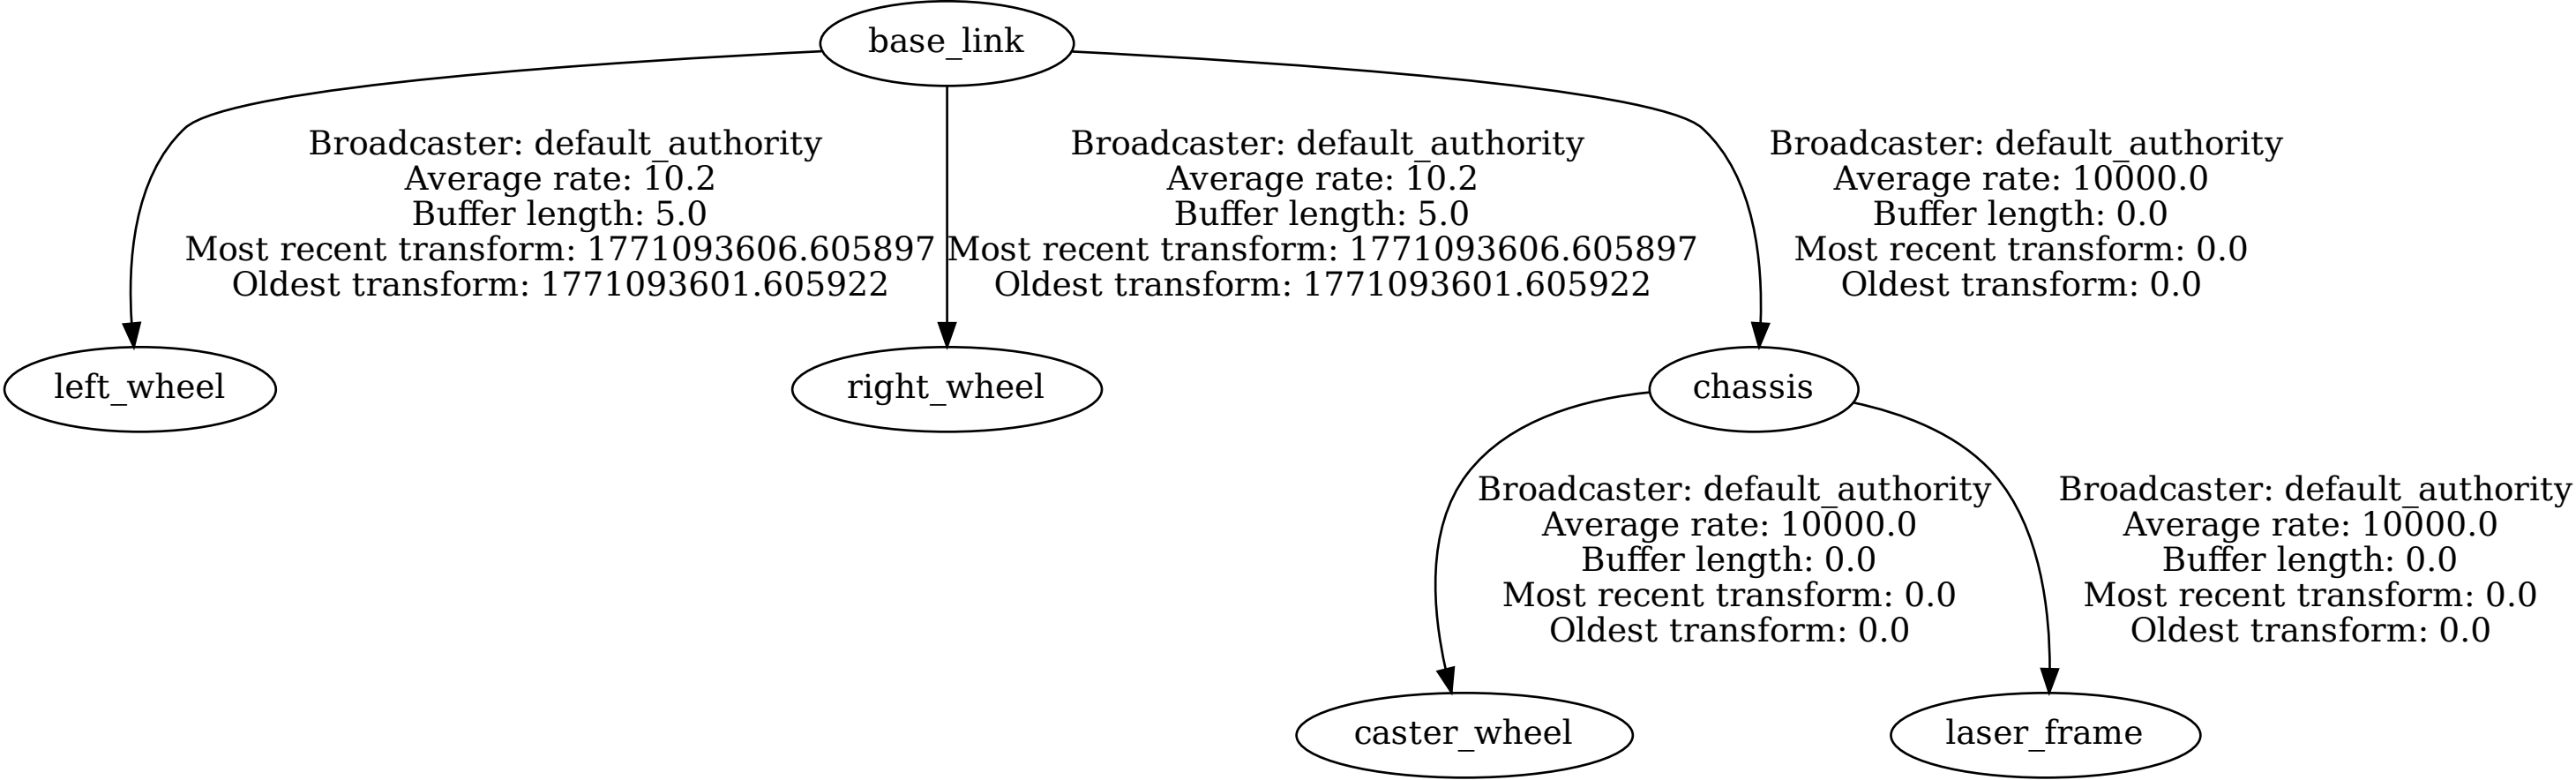 base_link
Broadcaster: default_authority
Average rate: 10.2
Buffer length: 5.0
Most recent transform: 1771093606.605897
Oldest transform: 1771093601.605922
Broadcaster: default_authority
Average rate: 10.2
Buffer length: 5.0
Most recent transform: 1771093606.605897
Oldest transform: 1771093601.605922
Broadcaster: default_authority
Average rate: 10000.0
Buffer length: 0.0
Most recent transform: 0.0
Oldest transform: 0.0
left_wheel
right_wheel
chassis
Broadcaster: default_authority
Average rate: 10000.0
Buffer length: 0.0
Most recent transform: 0.0
Oldest transform: 0.0
Broadcaster: default_authority
Average rate: 10000.0
Buffer length: 0.0
Most recent transform: 0.0
Oldest transform: 0.0
caster_wheel
laser_frame